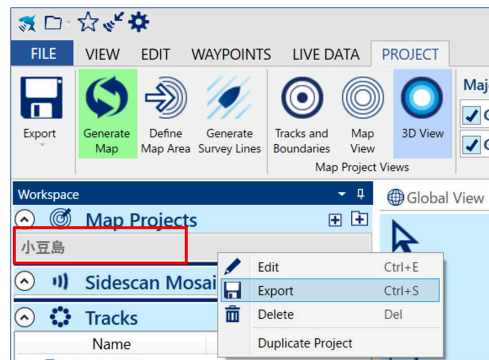 FILE VIEW EDIT WAYPOINTS LIVE DATA PROJECT
Export
Generate Map
Define Map Area
Generate Survey Lines
Tracks and Boundaries
Map View
3D View
Map Project Views
Workspace
Global View
Map Projects
小豆島
Sidescan Mosai
Tracks
Name
Edit Ctrl+E
Export Ctrl+S
Delete Del
Duplicate Project